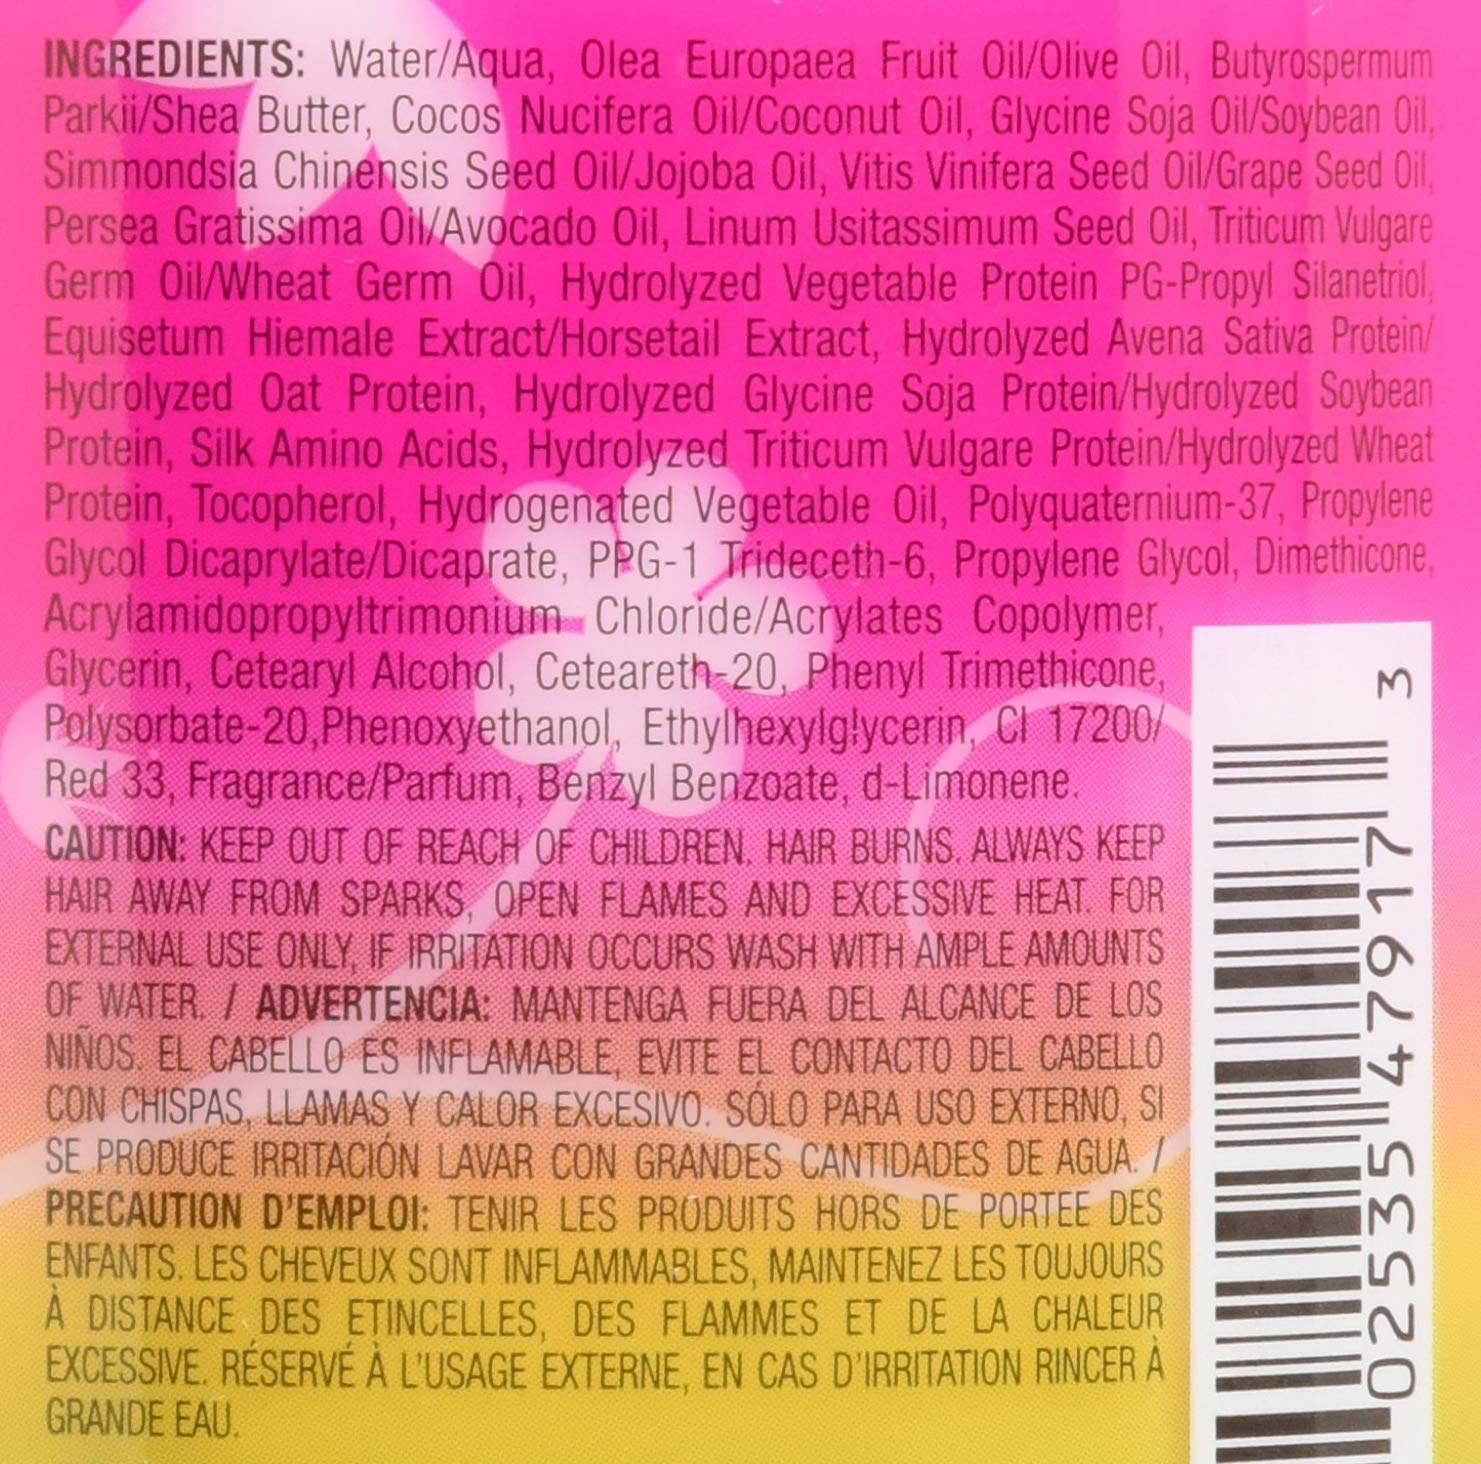 INGREDIENTS: Water/Aqua, Olea Europaea Fruit Oil/Olive Oil, Butyrospermum
Parkii/Shea Butter, Cocos Nucifera Oil/Coconut Oil, Glycine Soja Oil/Soybean Oil,
Simmondsia Chinensis Seed Oil/Jojoba Oil, Vitis Vinifera Seed Oil/Grape Seed Oil,
Persea Gratissima Oil/Avocado Oil, Linum Usitassimum Seed Oil, Triticum Vulgare
Germ Oil/Wheat Germ Oil, Hydrolyzed Vegetable Protein PG-Propyl Silanetriol,
Equisetum Hiemale Extract/Horsetail Extract, Hydrolyzed Avena Sativa Protein/
Hydrolyzed Oat Protein, Hydrolyzed Glycine Soja Protein/Hydrolyzed Soybean
Protein, Silk Amino Acids, Hydrolyzed Triticum Vulgare Protein/Hydrolyzed Wheat
Protein, Tocopherol, Hydrogenated Vegetable Oil, Polyquaternium-37, Propylene
Glycol Dicaprylate/Dicaprate, PPG-1 Trideceth-6, Propylene Glycol, Dimethicone,
Acrylamidopropyltrimonium Chloride/Acrylates Copolymer,
Glycerin, Cetearyl Alcohol, Ceteareth-20, Phenyl Trimethicone,
Polysorbate-20,Phenoxyethanol, Ethylhexylglycerin, CI 17200/
Red 33, Fragrance/Parfum, Benzyl Benzoate, d-Limonene.
CAUTION: KEEP OUT OF REACH OF CHILDREN. HAIR BURNS. ALWAYS KEEP
HAIR AWAY FROM SPARKS, OPEN FLAMES AND EXCESSIVE HEAT. FOR
EXTERNAL USE ONLY, IF IRRITATION OCCURS WASH WITH AMPLE AMOUNTS
OF WATER. / ADVERTENCIA: MANTENGA FUERA DEL ALCANCE DE LOS
NIÑOS. EL CABELLO ES INFLAMABLE, EVITE EL CONTACTO DEL CABELLO
CON CHISPAS, LLAMAS Y CALOR EXCESIVO. SÓLO PARA USO EXTERNO, SI
SE PRODUCE IRRITACIÓN LAVAR CON GRANDES CANTIDADES DE AGUA. /
PRECAUTION D'EMPLOI: TENIR LES PRODUITS HORS DE PORTEE DES
ENFANTS. LES CHEVEUX SONT INFLAMMABLES, MAINTENEZ LES TOUJOURS
À DISTANCE DES ETINCELLES, DES FLAMMES ET DE LA CHALEUR
EXCESSIVE. RÉSERVÉ À L'USAGE EXTERNE, EN CAS D'IRRITATION RINCER À
GRANDE EAU.
02535 47917 3